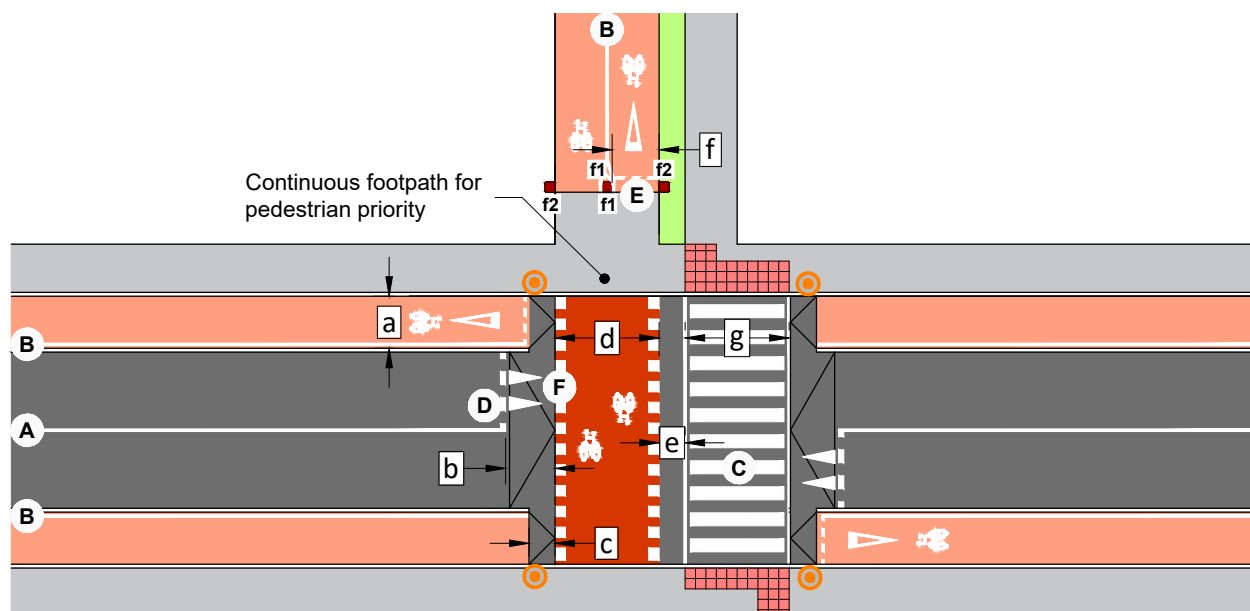 B
f
f1
f2
E
f2
f1
Continuous footpath for
pedestrian priority
a
d
g
B
F
D
A
e
C
b
B
c